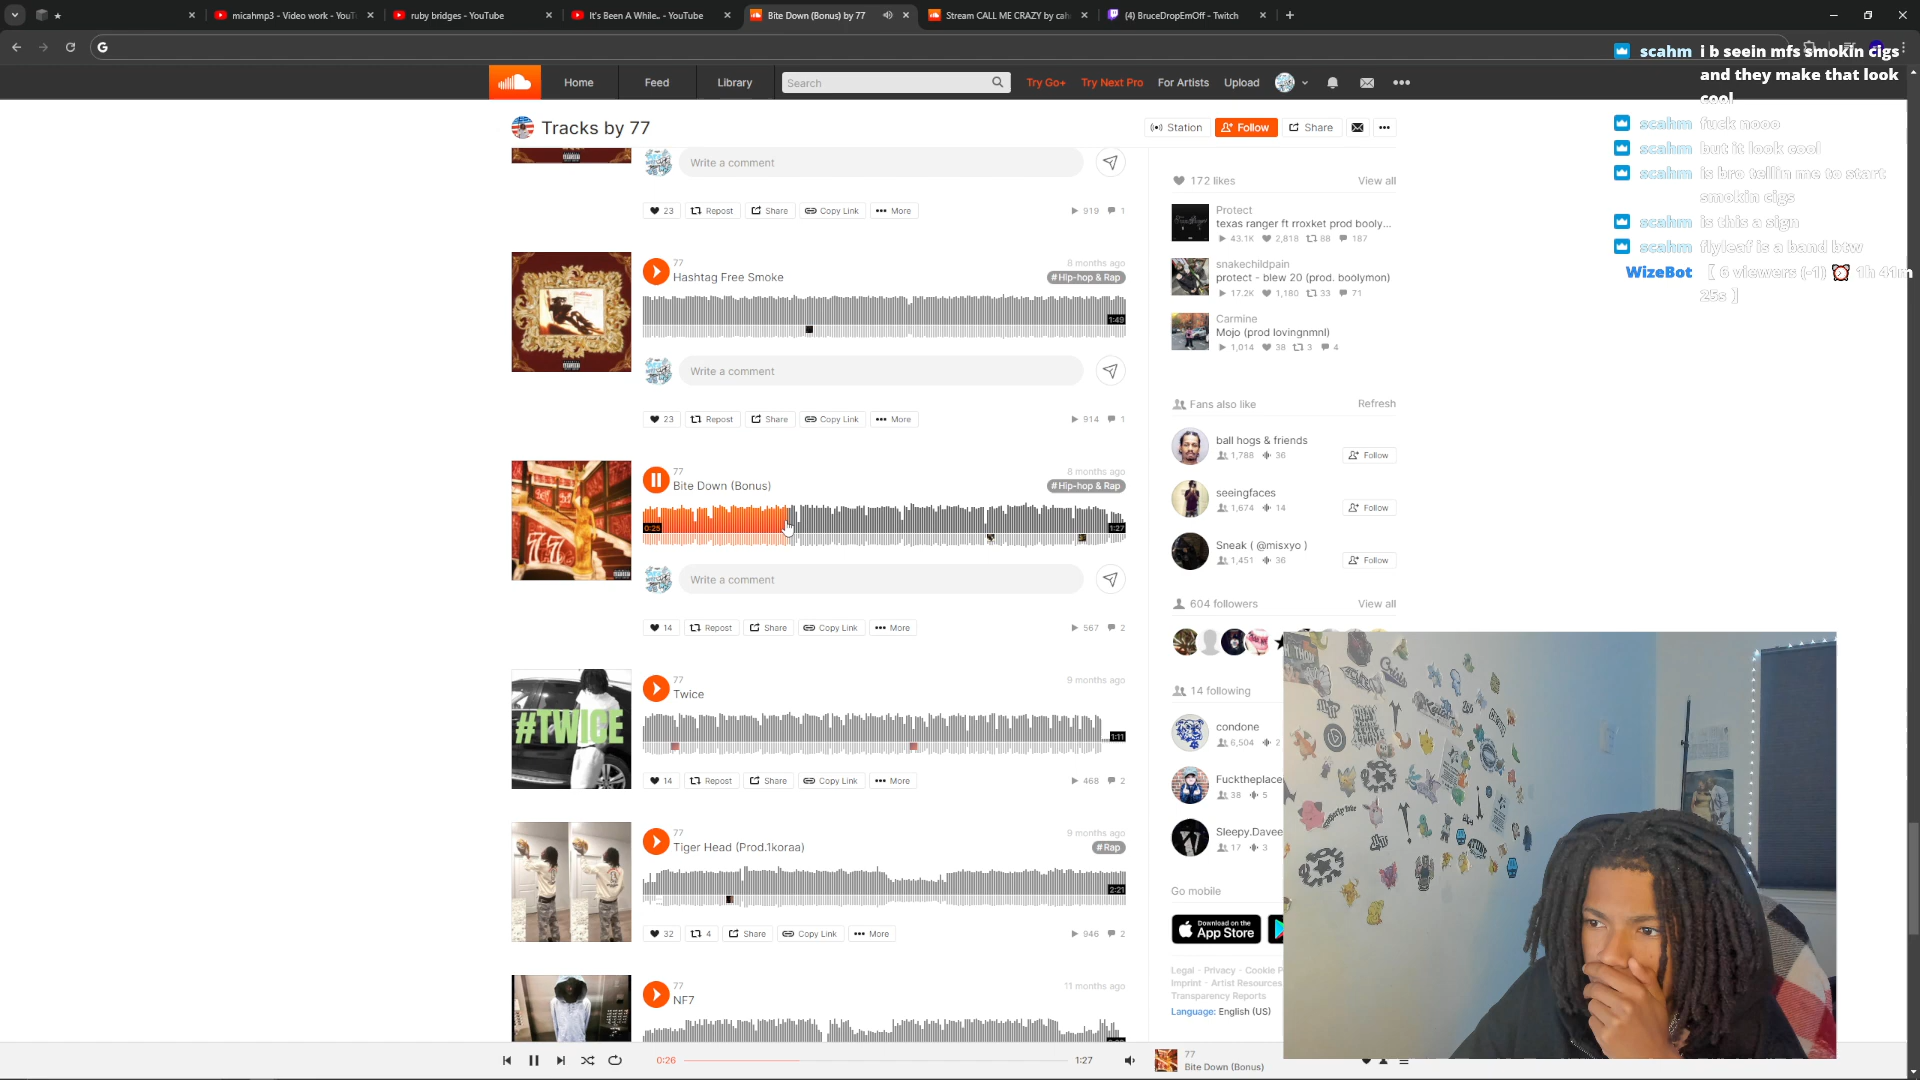 micahmp3 - Video work - YouT
ruby bridges - YouTube
It's Been A While.. - YouTube
Bite Down (Bonus) by 77
Stream CALL ME CRAZY by cah
(4) BruceDropEmOff - Twitch
Home
Feed
Library
Search
Try Go+
Try Next Pro
For Artists
Upload
Tracks by 77
Station
Follow
Share
Write a comment
23
Repost
Share
Copy Link
More
919
1
77
Hashtag Free Smoke
8 months ago
#Hip-hop & Rap
1:49
Write a comment
23
Repost
Share
Copy Link
More
914
1
77
Bite Down (Bonus)
8 months ago
#Hip-hop & Rap
0:25
1:27
Write a comment
14
Repost
Share
Copy Link
More
567
2
#TWICE
77
Twice
9 months ago
1:11
14
Repost
Share
Copy Link
More
468
2
77
Tiger Head (Prod.1koraa)
9 months ago
#Rap
2:21
32
4
Share
Copy Link
More
946
2
77
NF7
11 months ago
172 likes
View all
Protect
texas ranger ft rroxket prod booly...
43.1K 2,818 88 187
snakechildpain
protect - blew 20 (prod. boolymon)
17.2K 1,180 33 71
Carmine
Mojo (prod lovingnmnl)
1,014 38 3 4
Fans also like
Refresh
ball hogs & friends
1,788 36
Follow
seeingfaces
1,674 14
Follow
Sneak ( @misxyo )
1,451 36
Follow
604 followers
View all
14 following
condone
6,504 2
Fucktheplace
38 5
Sleepy.Davee
17 3
Go mobile
Download on the
App Store
Legal - Privacy - Cookie P
Imprint - Artist Resources
Transparency Reports
Language: English (US)
scahm i b seein mfs smokin cigs
and they make that look
cool
scahm fuck nooo
scahm but it look cool
scahm is bro tellin me to start
smokin cigs
scahm is this a sign
scahm flyleaf is a band btw
WizeBot [ 6 viewers (-1) ⏰ 1h 41m
25s ]
0:26
1:27
77
Bite Down (Bonus)